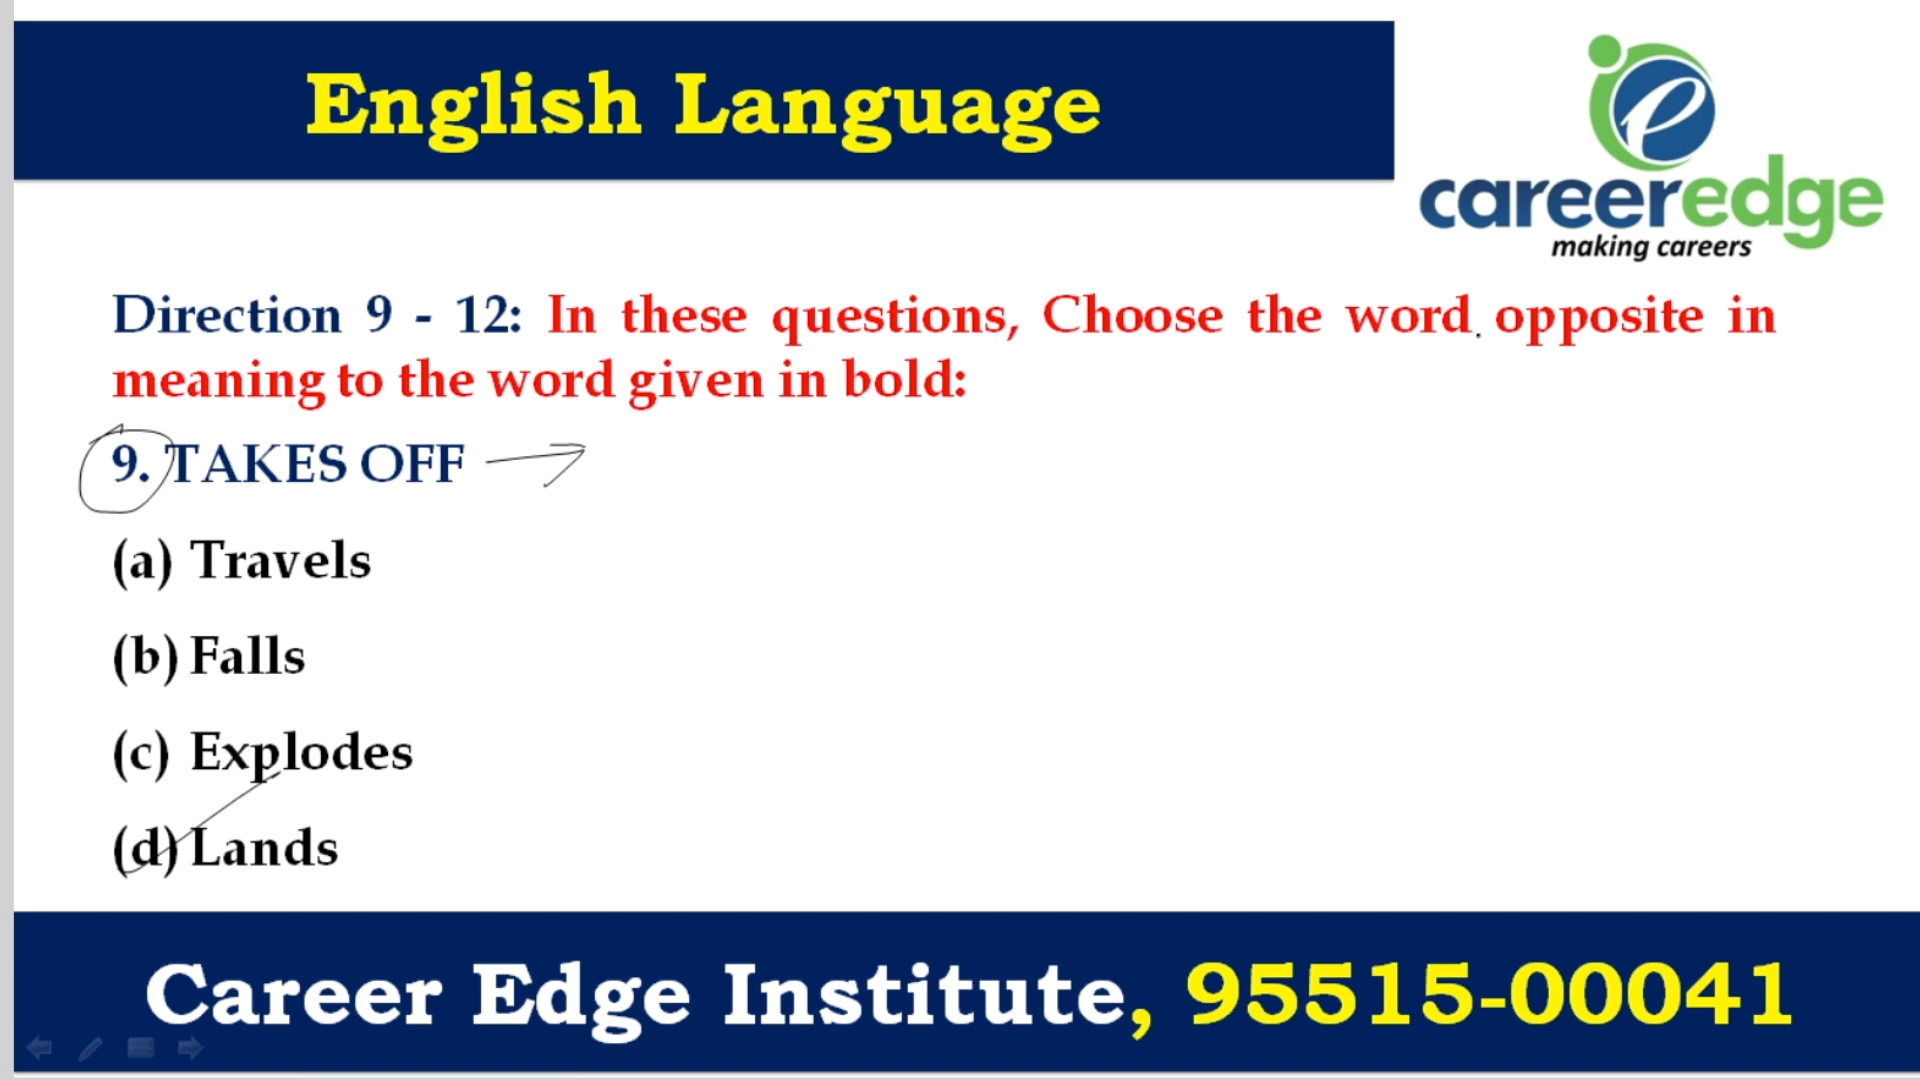 English Language
careeredge
making careers
Direction 9 - 12: In these questions, Choose the word opposite in
meaning to the word given in bold:
9. TAKES OFF
(a) Travels
(b) Falls
(c) Explodes
(d) Lands
Career Edge Institute, 95515-00041